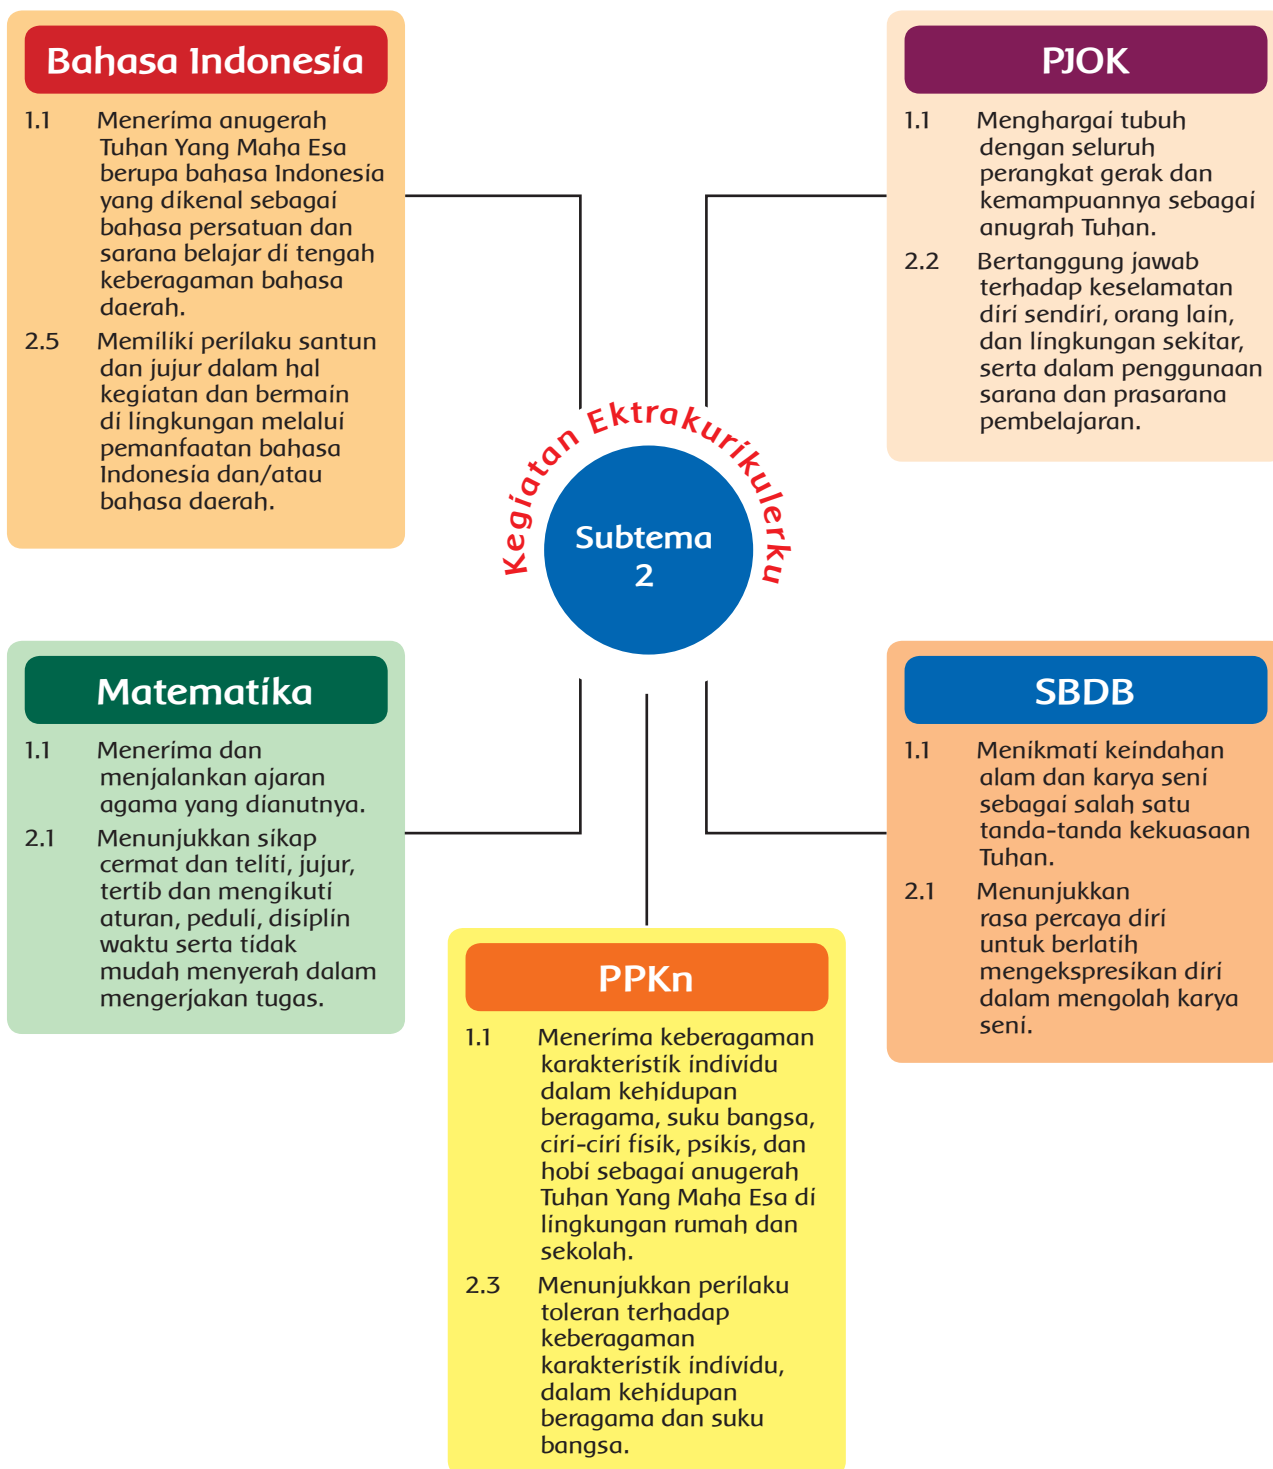 Bahasa Indonesia
1.1 Menerima anugerah
Tuhan Yang Maha Esa
berupa bahasa Indonesia
yang dikenal sebagai
bahasa persatuan dan
sarana belajar di tengah
keberagaman bahasa
daerah.
2.5 Memiliki perilaku santun
dan jujur dalam hal
kegiatan dan bermain
di lingkungan melalui
pemanfaatan bahasa
Indonesia dan/atau
bahasa daerah.
PJOK
1.1 Menghargai tubuh
dengan seluruh
perangkat gerak dan
kemampuannya sebagai
anugrah Tuhan.
2.2 Bertanggung jawab
terhadap keselamatan
diri sendiri, orang lain,
dan lingkungan sekitar,
serta dalam penggunaan
sarana dan prasarana
pembelajaran.
Kegiatan Ektrakurikulerku
Subtema
2
Matematika
1.1 Menerima dan
menjalankan ajaran
agama yang dianutnya.
2.1 Menunjukkan sikap
cermat dan teliti, jujur,
tertib dan mengikuti
aturan, peduli, disiplin
waktu serta tidak
mudah menyerah dalam
mengerjakan tugas.
SBDB
1.1 Menikmati keindahan
alam dan karya seni
sebagai salah satu
tanda-tanda kekuasaan
Tuhan.
2.1 Menunjukkan
rasa percaya diri
untuk berlatih
mengekspresikan diri
dalam mengolah karya
seni.
PPKn
1.1 Menerima keberagaman
karakteristik individu
dalam kehidupan
beragama, suku bangsa,
ciri-ciri fisik, psikis, dan
hobi sebagai anugerah
Tuhan Yang Maha Esa di
lingkungan rumah dan
sekolah.
2.3 Menunjukkan perilaku
toleran terhadap
keberagaman
karakteristik individu,
dalam kehidupan
beragama dan suku
bangsa.